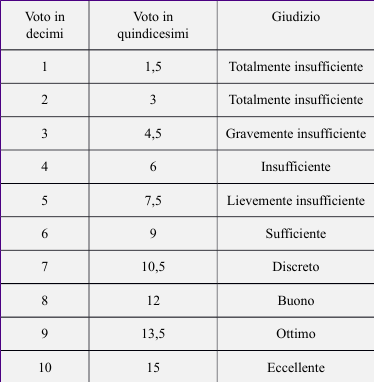 Voto in decimi Voto in quindicesimi Giudizio
1 1,5 Totalmente insufficiente
2 3 Totalmente insufficiente
3 4,5 Gravemente insufficiente
4 6 Insufficiente
5 7,5 Lievemente insufficiente
6 9 Sufficiente
7 10,5 Discreto
8 12 Buono
9 13,5 Ottimo
10 15 Eccellente